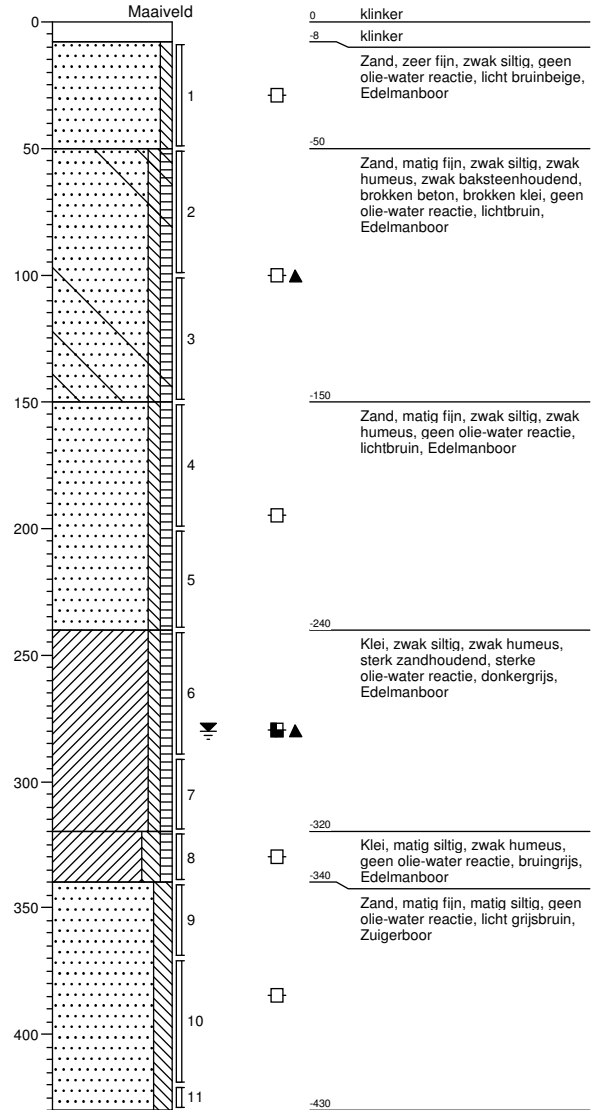 Maaiveld
0
50
100
150
200
250
300
350
400
1
2
3
4
5
6
7
8
9
10
11
0 klinker
-8 klinker
Zand, zeer fijn, zwak siltig, geen
olie-water reactie, licht bruinbeige,
Edelmanboor
-50
Zand, matig fijn, zwak siltig, zwak
humeus, zwak baksteenhoudend,
brokken beton, brokken klei, geen
olie-water reactie, lichtbruin,
Edelmanboor
-150
Zand, matig fijn, zwak siltig, zwak
humeus, geen olie-water reactie,
lichtbruin, Edelmanboor
-240
Klei, zwak siltig, zwak humeus,
sterk zandhoudend, sterke
olie-water reactie, donkergrijs,
Edelmanboor
-320
Klei, matig siltig, zwak humeus,
geen olie-water reactie, bruingrijs,
Edelmanboor
-340
Zand, matig fijn, matig siltig, geen
olie-water reactie, licht grijsbruin,
Zuigerboor
-430